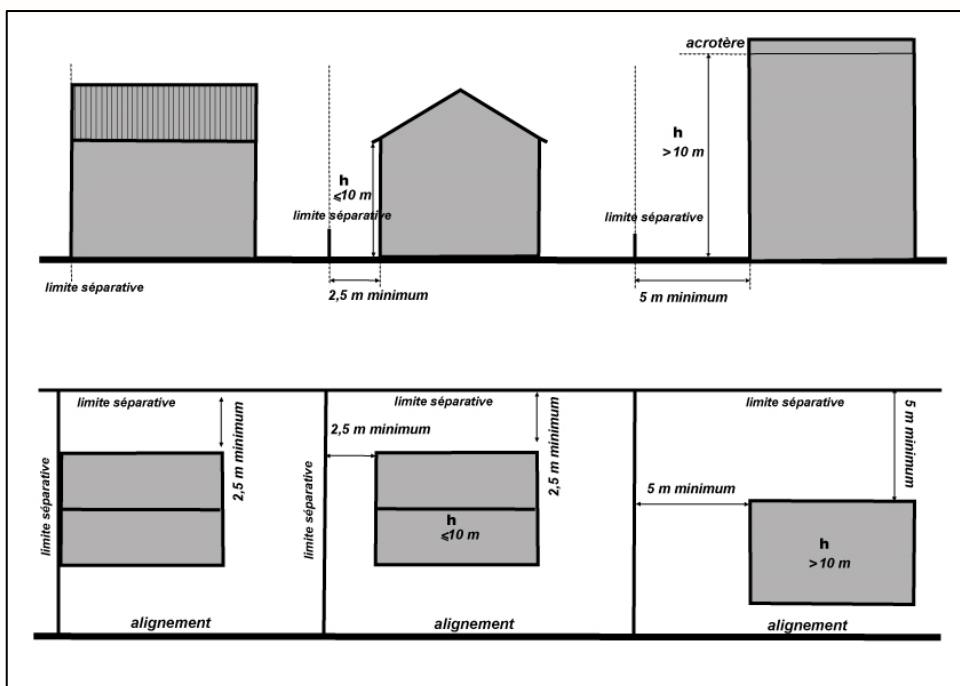 acrotère
h
> 10 m
h
⩽10 m
limite séparative
limite séparative
limite séparative
2,5 m minimum
5 m minimum
limite séparative
limite séparative
limite séparative
2,5 m minimum
5 m minimum
2,5 m minimum
2,5 m minimum
5 m minimum
limite séparative
limite séparative
h
⩽10 m
h
> 10 m
alignement
alignement
alignement